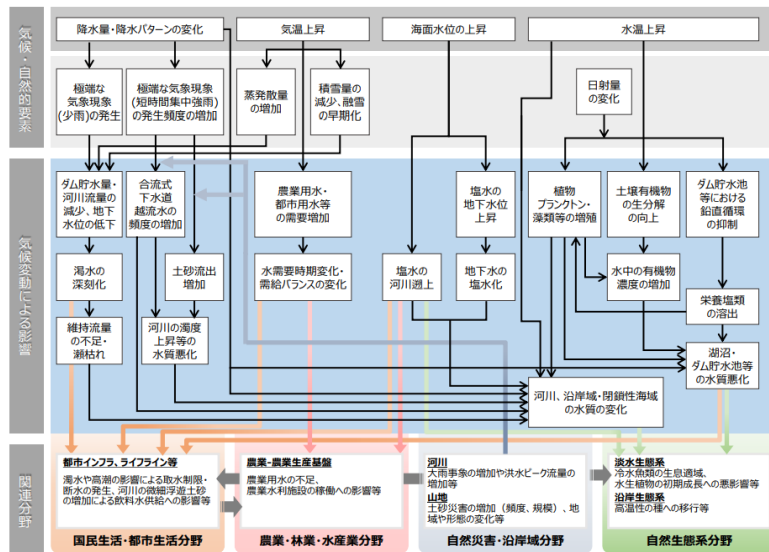 気候・自然的要素
降水量・降水パターンの変化
気温上昇
海面水位の上昇
水温上昇
極端な
気象現象
(少雨)の発生
極端な気象現象
(短時間集中強雨)
の発生頻度の増加
蒸発散量
の増加
積雪量の
減少、融雪
の早期化
日射量
の変化
気候変動による影響
ダム貯水量・
河川流量の
減少、地下
水位の低下
合流式
下水道
越流水の
頻度の増加
農業用水・
都市用水等
の需要増加
塩水の
地下水位
上昇
植物
プランクトン・
藻類等の増殖
土壌有機物
の生分解
の向上
ダム貯水池
等における
鉛直循環
の抑制
渇水の
深刻化
土砂流出
増加
水需要時期変化・
需給バランスの変化
塩水の
河川遡上
地下水の
塩水化
水中の有機物
濃度の増加
栄養塩類
の溶出
維持流量
の不足・
瀬枯れ
河川の濁度
上昇等の
水質悪化
湖沼・
ダム貯水池等
の水質悪化
河川、沿岸域・閉鎖性海域
の水質の変化
関連分野
都市インフラ、ライフライン等
濁水や高潮の影響による取水制限・
断水の発生、河川の微細浮遊土砂
の増加による飲料水供給への影響等
国民生活・都市生活分野
農業-農業生産基盤
農業用水の不足、
農業水利施設の稼働への影響等
農業・林業・水産業分野
河川
大雨事象の増加や洪水ピーク流量の
増加等
山地
土砂災害の増加（頻度、規模）、地
域や形態の変化等
自然災害・沿岸域分野
淡水生態系
冷水魚類の生息適域、
水生植物の初期成長への悪影響等
沿岸生態系
高温性の種への移行等
自然生態系分野